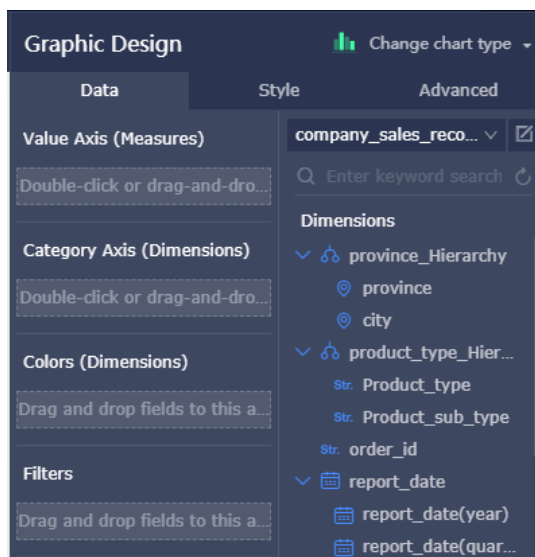 Graphic Design
Change chart type
Data
Style
Advanced
Value Axis (Measures)
Double-click or drag-and-dro...
Category Axis (Dimensions)
Double-click or drag-and-dro...
Colors (Dimensions)
Drag and drop fields to this a...
Filters
Drag and drop fields to this a...
company_sales_reco...
Enter keyword search
Dimensions
province_Hierarchy
province
city
product_type_Hier...
Str. Product_type
Str. Product_sub_type
Str. order_id
report_date
report_date(year)
report_date(quar...